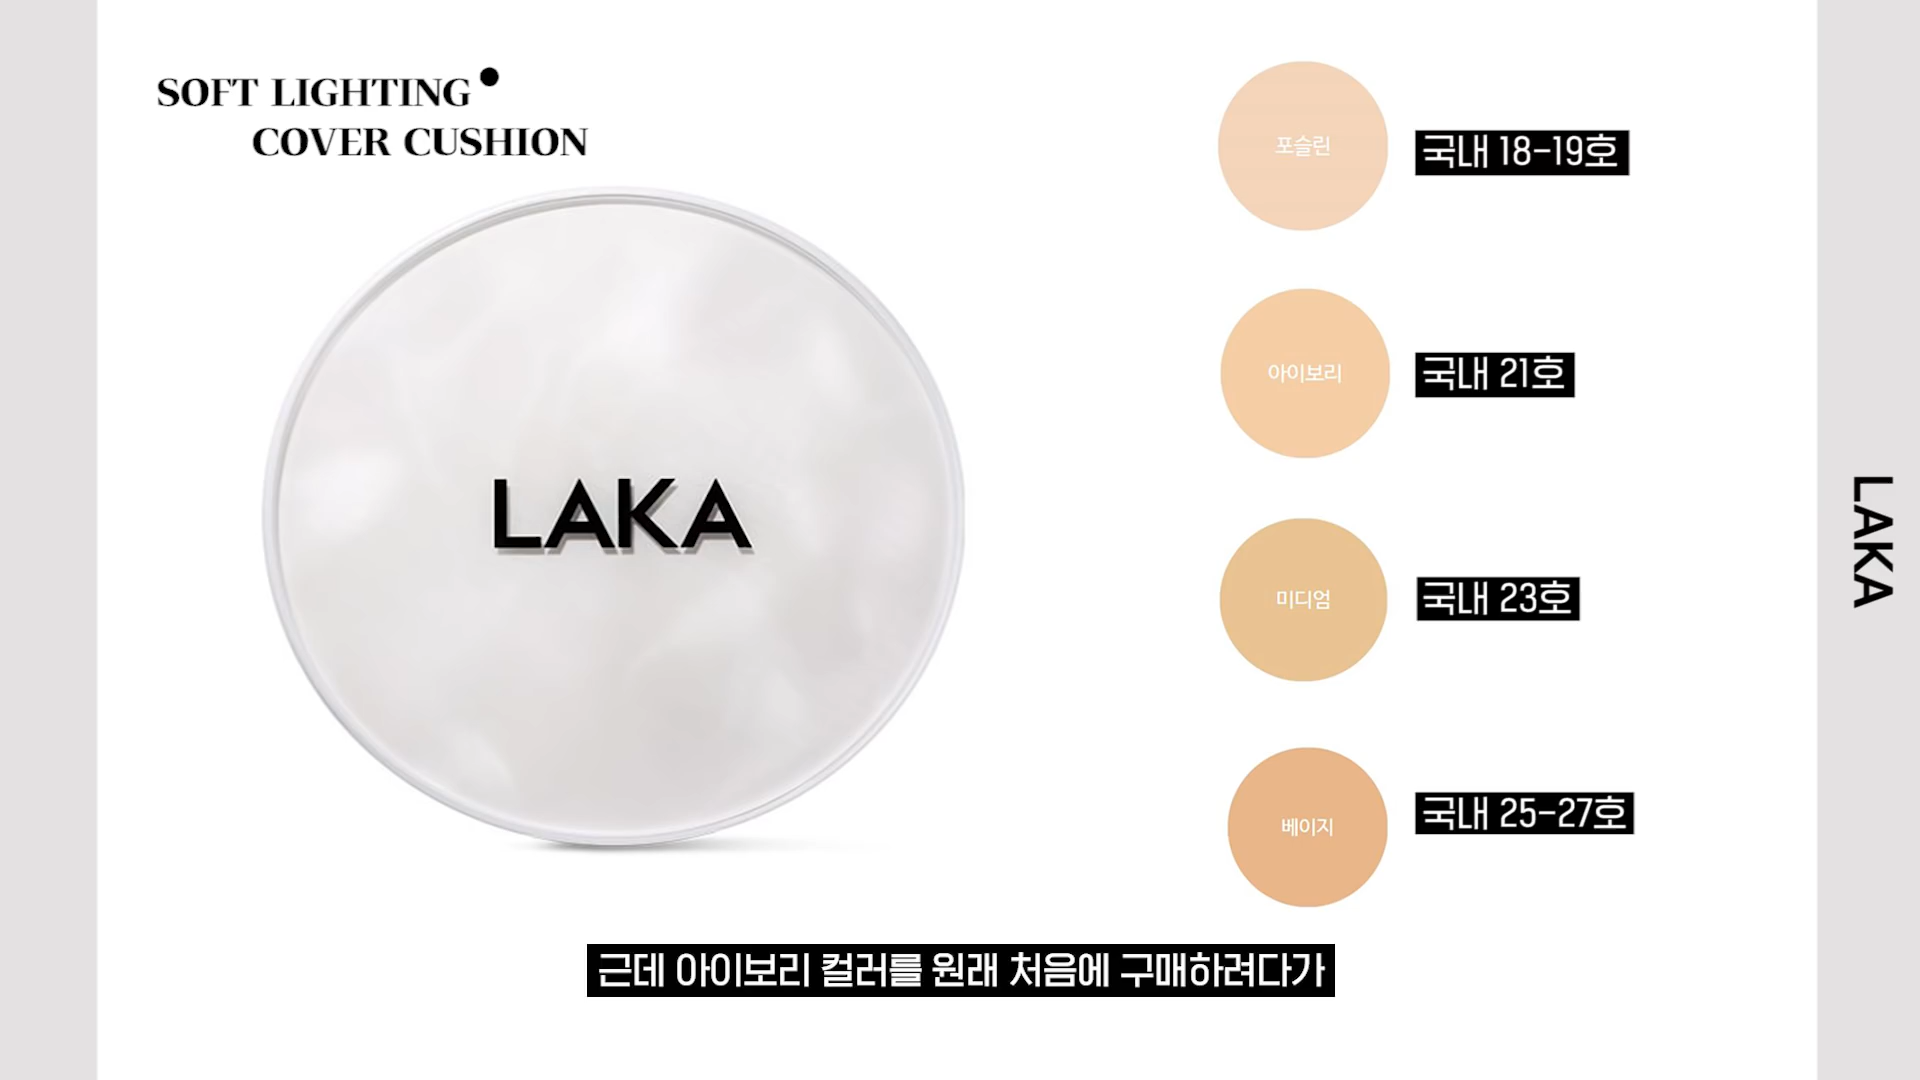 SOFT LIGHTING
COVER CUSHION
LAKA
포슬린
국내 18-19호
아이보리
국내 21호
미디엄
국내 23호
베이지
국내 25-27호
LAKA
근데 아이보리 컬러를 원래 처음에 구매하려다가